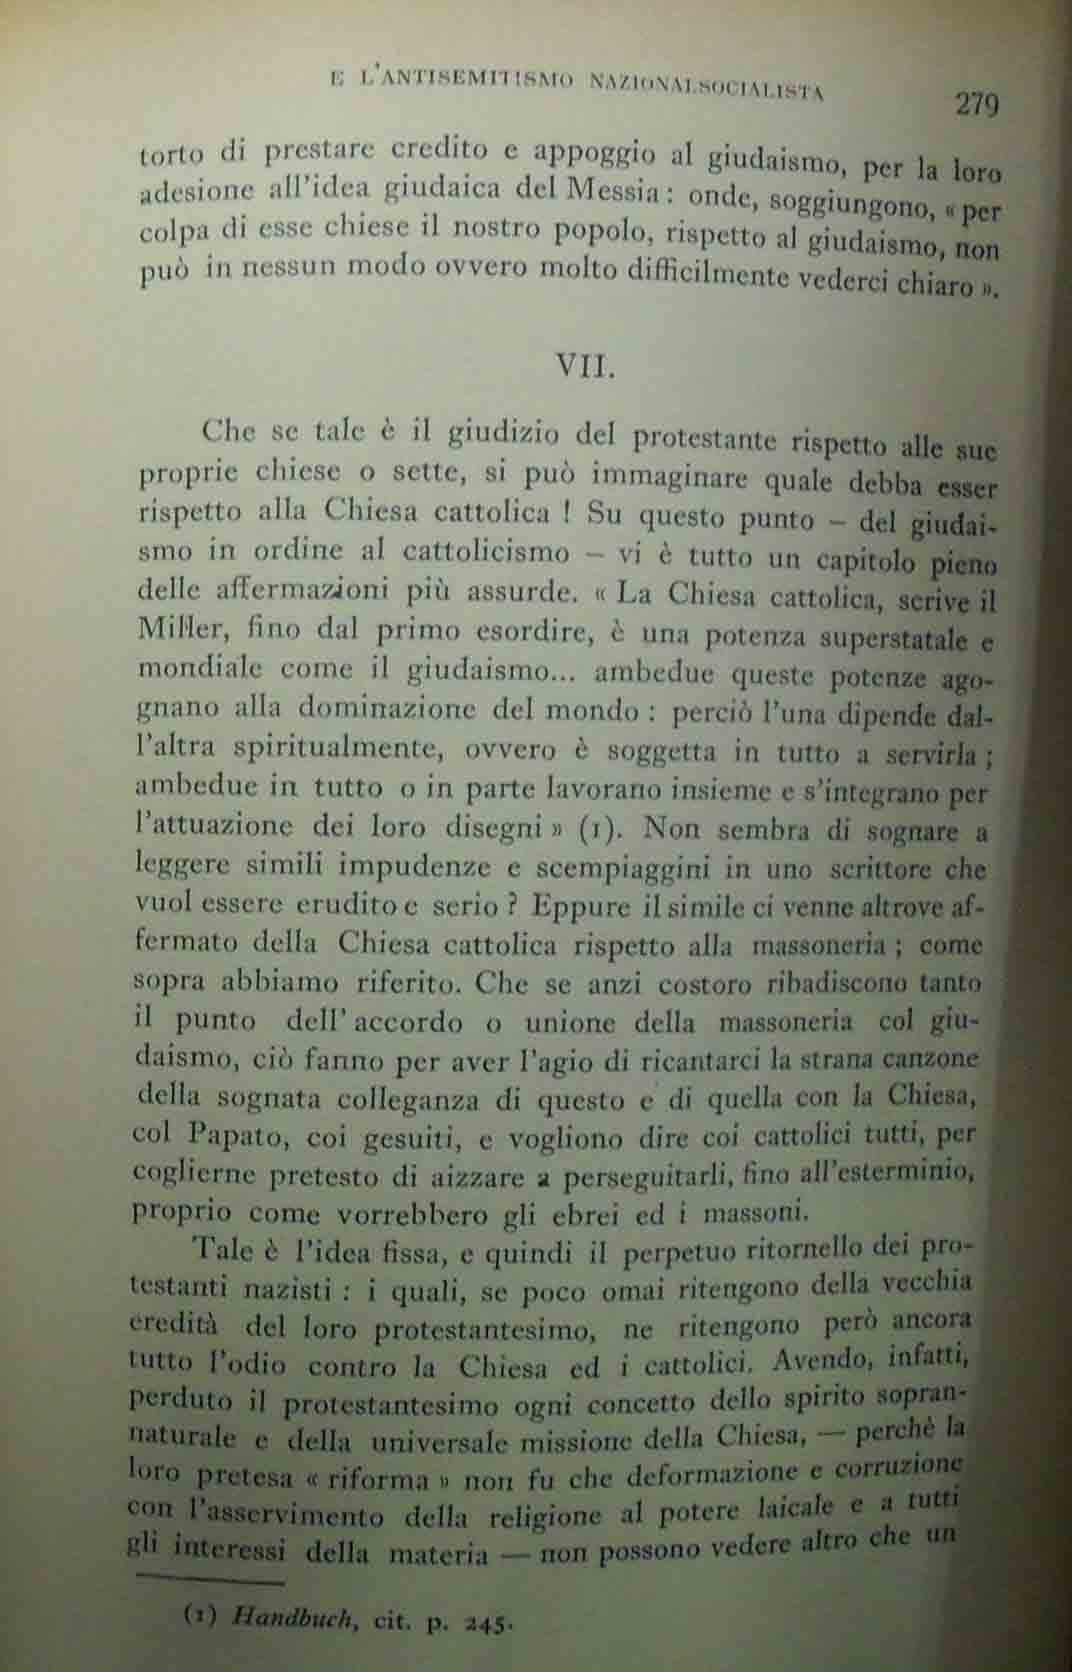 E L'ANTISEMITISMO NAZIONALSOCIALISTA
279
torto di prestare credito e appoggio al giudaismo, per la loro
adesione all'idea giudaica del Messia: onde, soggiungono, « per
colpa di esse chiese il nostro popolo, rispetto al giudaismo, non
può in nessun modo ovvero molto difficilmente vederci chiaro ».
VII.
Che se tale è il giudizio del protestante rispetto alle sue
proprie chiese o sette, si può immaginare quale debba esser
rispetto alla Chiesa cattolica ! Su questo punto – del giudai-
smo in ordine al cattolicismo – vi è tutto un capitolo pieno
delle affermazioni più assurde. « La Chiesa cattolica, scrive il
Miller, fino dal primo esordire, è una potenza superstatale e
mondiale come il giudaismo... ambedue queste potenze ago-
gnano alla dominazione del mondo : perciò l'una dipende dal-
l'altra spiritualmente, ovvero è soggetta in tutto a servirla ;
ambedue in tutto o in parte lavorano insieme e s'integrano per
l'attuazione dei loro disegni » (1). Non sembra di sognare a
leggere simili impudenze e scempiaggini in uno scrittore che
vuol essere erudito e serio ? Eppure il simile ci venne altrove af-
fermato della Chiesa cattolica rispetto alla massoneria ; come
sopra abbiamo riferito. Che se anzi costoro ribadiscono tanto
il punto dell' accordo o unione della massoneria col giu-
daismo, ciò fanno per aver l'agio di ricantarci la strana canzone
della sognata colleganza di questo e di quella con la Chiesa,
col Papato, coi gesuiti, e vogliono dire coi cattolici tutti, per
coglierne pretesto di aizzare a perseguitarli, fino all'esterminio,
proprio come vorrebbero gli ebrei ed i massoni.
Tale è l'idea fissa, e quindi il perpetuo ritornello dei pro-
testanti nazisti : i quali, se poco omai ritengono della vecchia
eredità del loro protestantesimo, ne ritengono però ancora
tutto l'odio contro la Chiesa ed i cattolici. Avendo, infatti,
perduto il protestantesimo ogni concetto dello spirito sopran-
naturale e della universale missione della Chiesa, — perchè la
loro pretesa « riforma » non fu che deformazione e corruzione
con l'asservimento della religione al potere laicale e a tutti
gli interessi della materia — non possono vedere altro che un
(1) Handbuch, cit. p. 245.